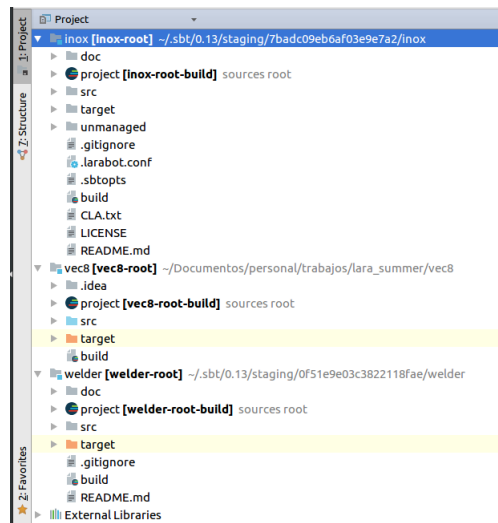 Project
1: Project
inox [inox-root] ~/.sbt/0.13/staging/7badc09eb6af03e9e7a2/inox
doc
project [inox-root-build] sources root
src
target
unmanaged
.gitignore
.larabot.conf
.sbtopts
build
CLA.txt
LICENSE
README.md
7: Structure
vec8 [vec8-root] ~/Documentos/personal/trabajos/lara_summer/vec8
.idea
project [vec8-root-build] sources root
src
target
build
welder [welder-root] ~/.sbt/0.13/staging/0f51e9e03c3822118fae/welder
doc
project [welder-root-build] sources root
src
target
.gitignore
build
README.md
2: Favorites
External Libraries